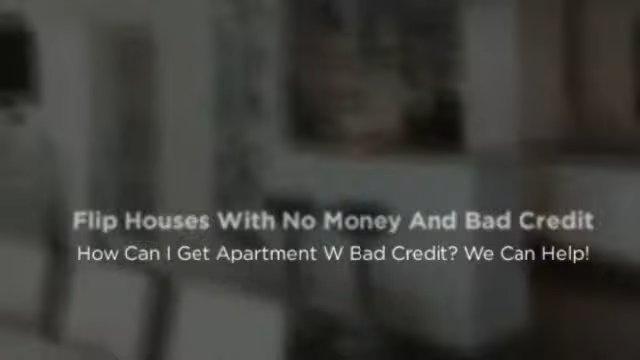 Flip Houses With No Money And Bad Credit
How Can I Get Apartment W Bad Credit? We Can Help!